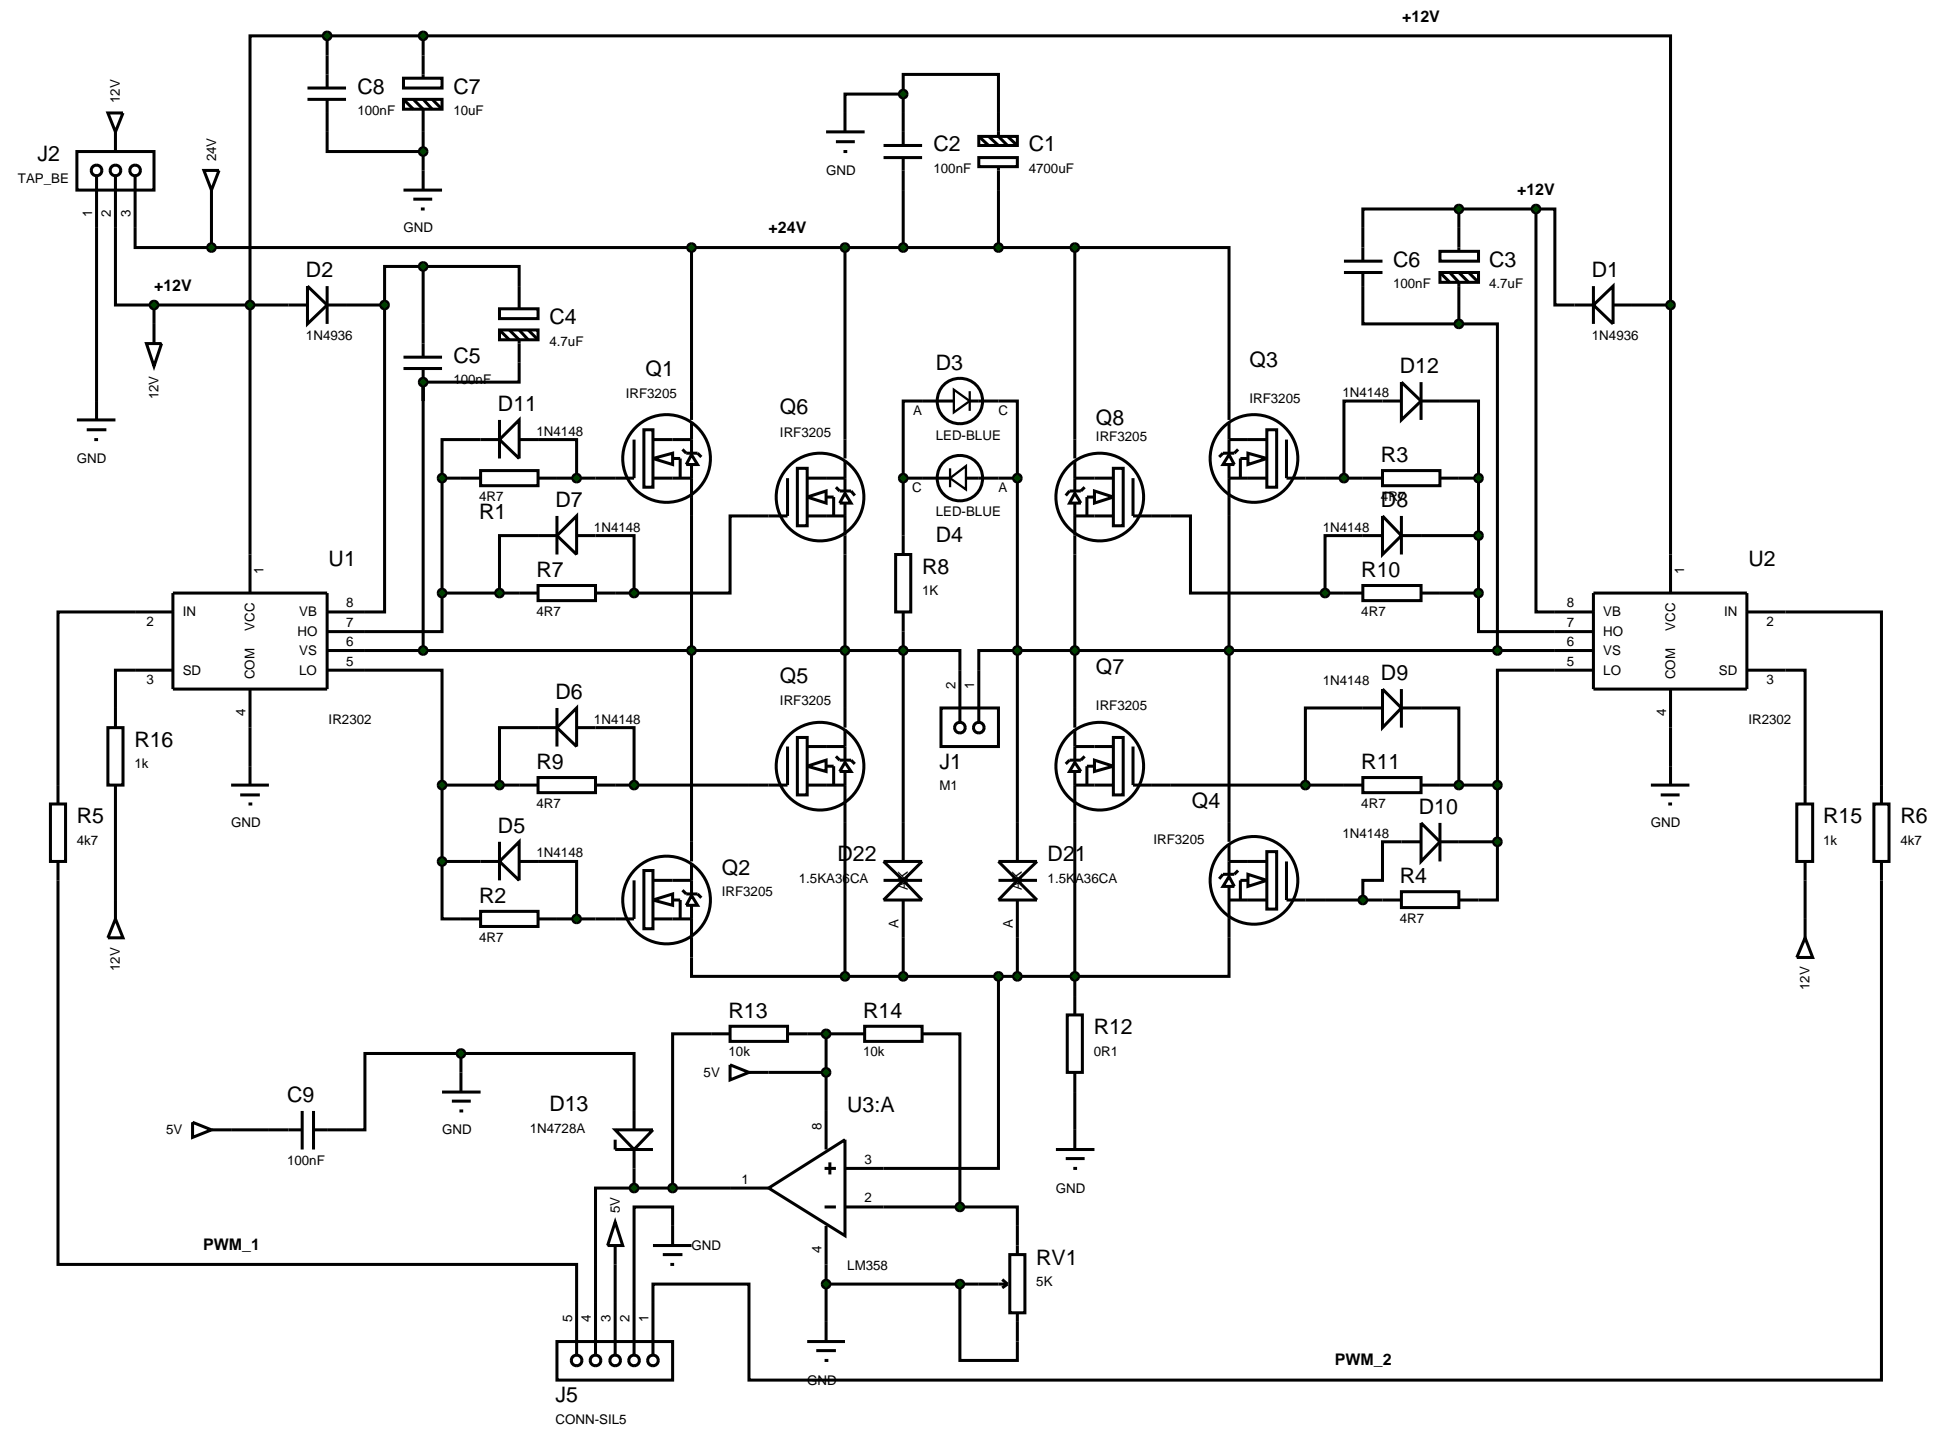 +12V
12V
C8
100nF
C7
10uF
GND
J2
TAP_BE
1
2
3
24V
GND
C2
100nF
C1
4700uF
+24V
+12V
C6
100nF
C3
4.7uF
D1
1N4936
+12V
12V
GND
D2
1N4936
C4
4.7uF
C5
100nF
Q1
IRF3205
Q6
IRF3205
D11
1N4148
4R7
R1
D7
1N4148
R7
4R7
D3
A
C
LED-BLUE
C
A
LED-BLUE
D4
R8
1K
Q8
IRF3205
Q3
IRF3205
D12
1N4148
R3
4R7
D8
1N4148
R10
4R7
U1
1
IN
2
SD
3
VCC
COM
4
VB
8
HO
7
VS
6
LO
5
IR2302
GND
R16
1k
12V
R5
4k7
D6
1N4148
R9
4R7
D5
1N4148
R2
4R7
Q5
IRF3205
Q2
IRF3205
2
1
J1
M1
D22
1.5KA36CA
AK
A
D21
1.5KA36CA
AK
A
Q7
IRF3205
Q4
IRF3205
D9
1N4148
R11
4R7
D10
1N4148
R4
4R7
U2
1
8
VB
7
HO
6
VS
5
LO
VCC
COM
4
IN
2
SD
3
IR2302
GND
R15
1k
12V
R6
4k7
R13
10k
R14
10k
5V
R12
0R1
GND
C9
100nF
5V
GND
D13
1N4728A
U3:A
8
3
2
1
4
LM358
RV1
5K
GND
5V
GND
PWM_1
PWM_2
5
4
3
2
1
J5
CONN-SIL5